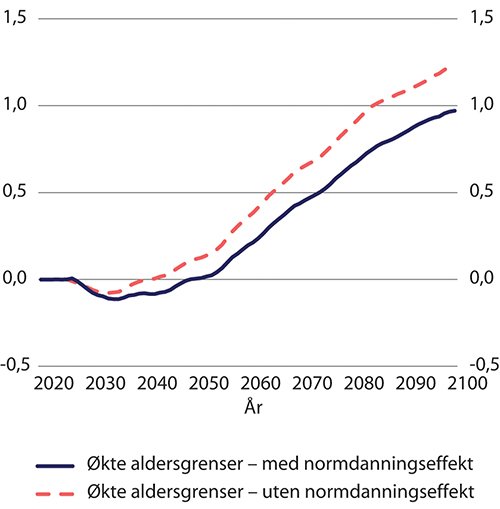 1,5 1,5
1,0 1,0
0,5 0,5
0,0 0,0
-0,5 -0,5
2020 2030 2040 2050 2060 2070 2080 2090 2100
År
Økte aldersgrenser – med normdanningseffekt
Økte aldersgrenser – uten normdanningseffekt